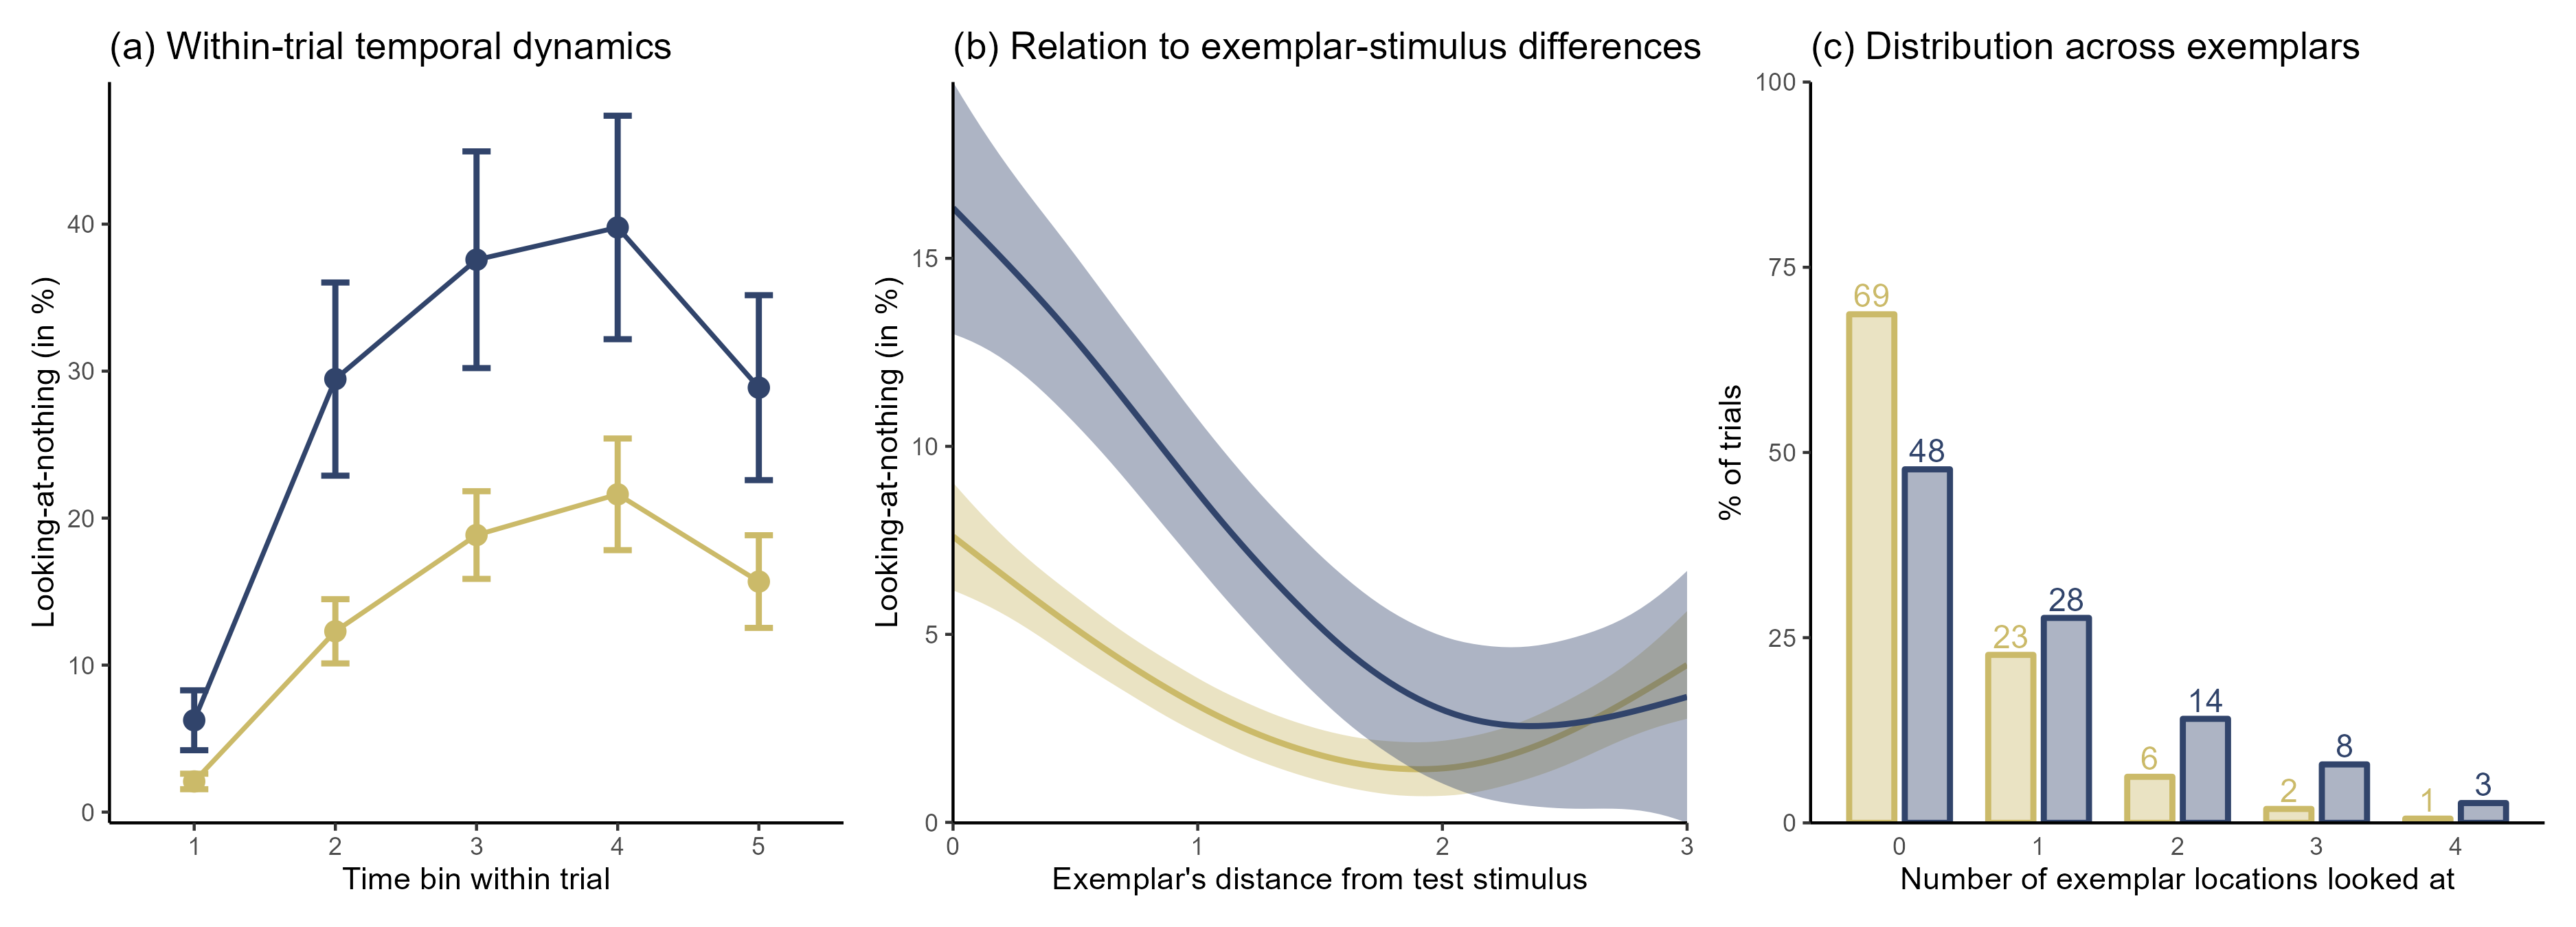 (a) Within-trial temporal dynamics
Looking-at-nothing (in %)
40
30
20
10
0
1 2 3 4 5
Time bin within trial
(b) Relation to exemplar-stimulus differences
Looking-at-nothing (in %)
15
10
5
0
0 1 2 3
Exemplar's distance from test stimulus
(c) Distribution across exemplars
% of trials
100
75
50
25
0
69 48
23 28
6 14
2 8
1 3
0 1 2 3 4
Number of exemplar locations looked at